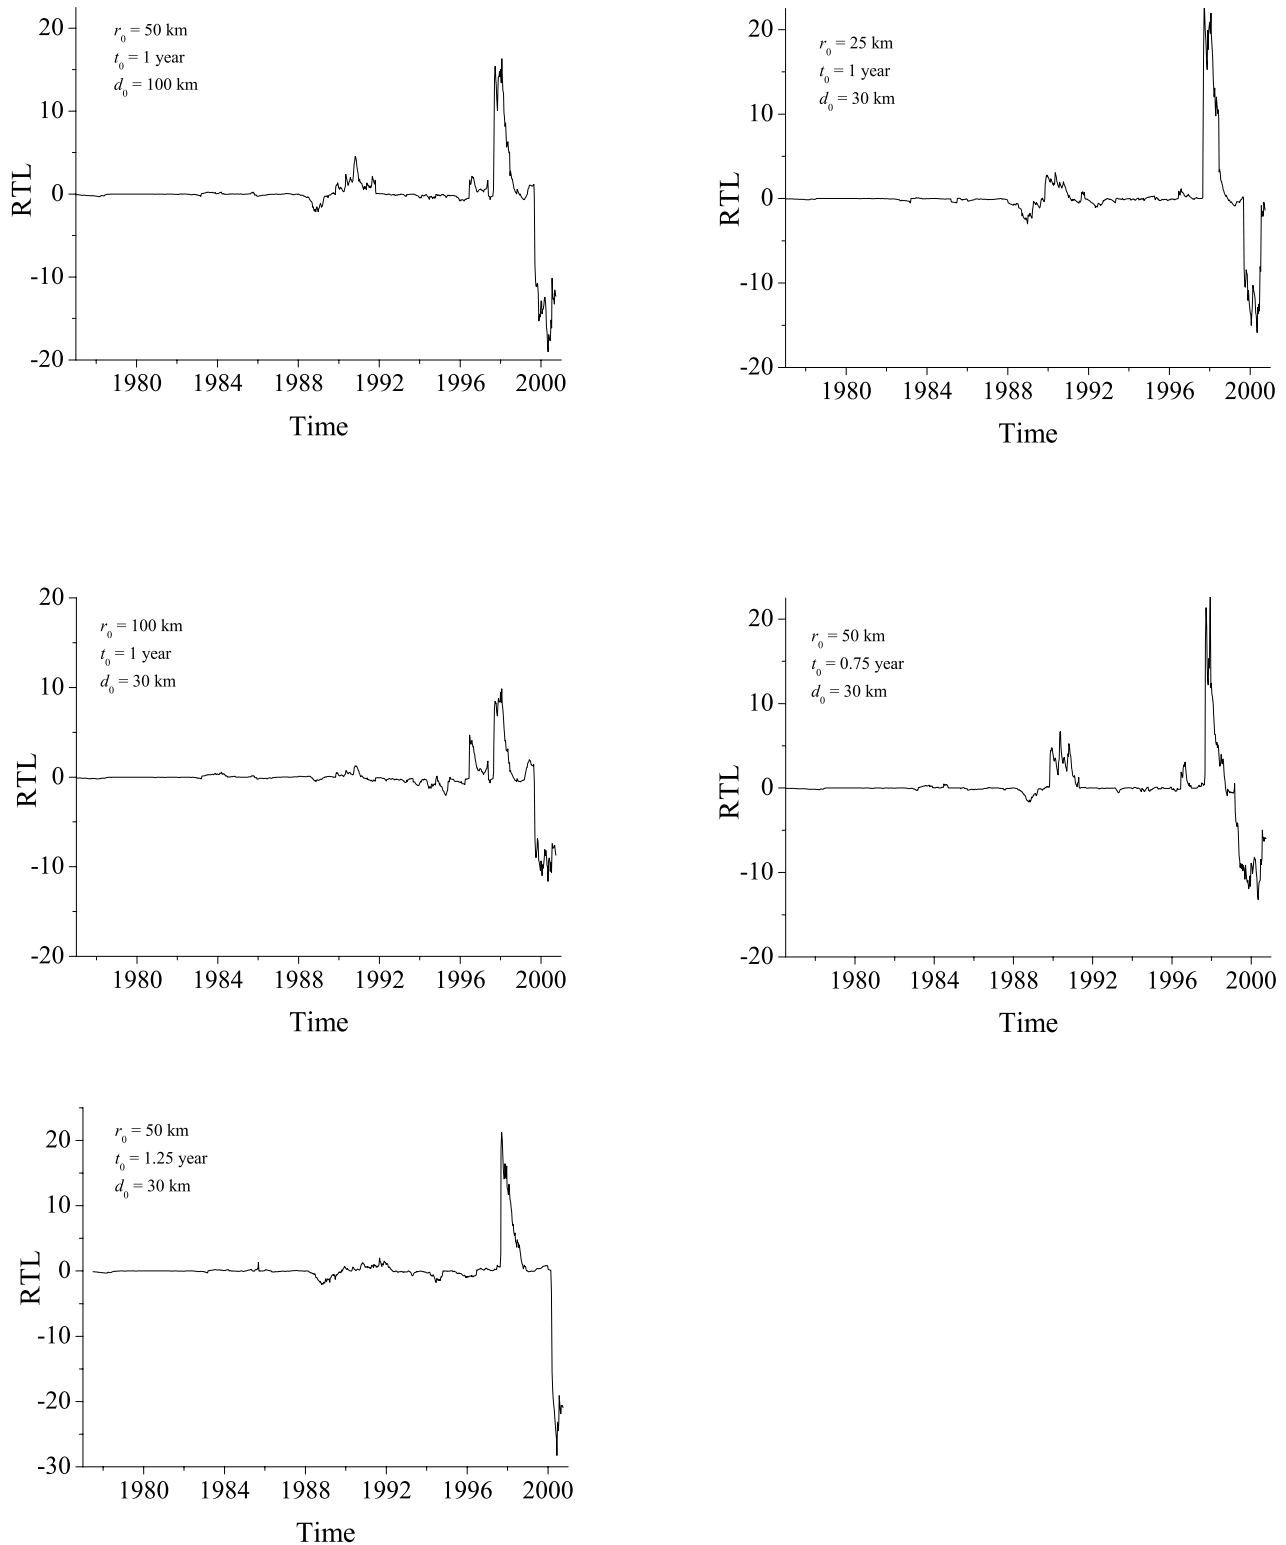 20
10
0
-10
-20
RTL
r0 = 50 km
t0 = 1 year
d0 = 100 km
1980 1984 1988 1992 1996 2000
Time
20
10
0
-10
-20
RTL
r0 = 25 km
t0 = 1 year
d0 = 30 km
1980 1984 1988 1992 1996 2000
Time
20
10
0
-10
-20
RTL
r0 = 100 km
t0 = 1 year
d0 = 30 km
1980 1984 1988 1992 1996 2000
Time
20
10
0
-10
-20
RTL
r0 = 50 km
t0 = 0.75 year
d0 = 30 km
1980 1984 1988 1992 1996 2000
Time
20
10
0
-10
-20
-30
RTL
r0 = 50 km
t0 = 1.25 year
d0 = 30 km
1980 1984 1988 1992 1996 2000
Time